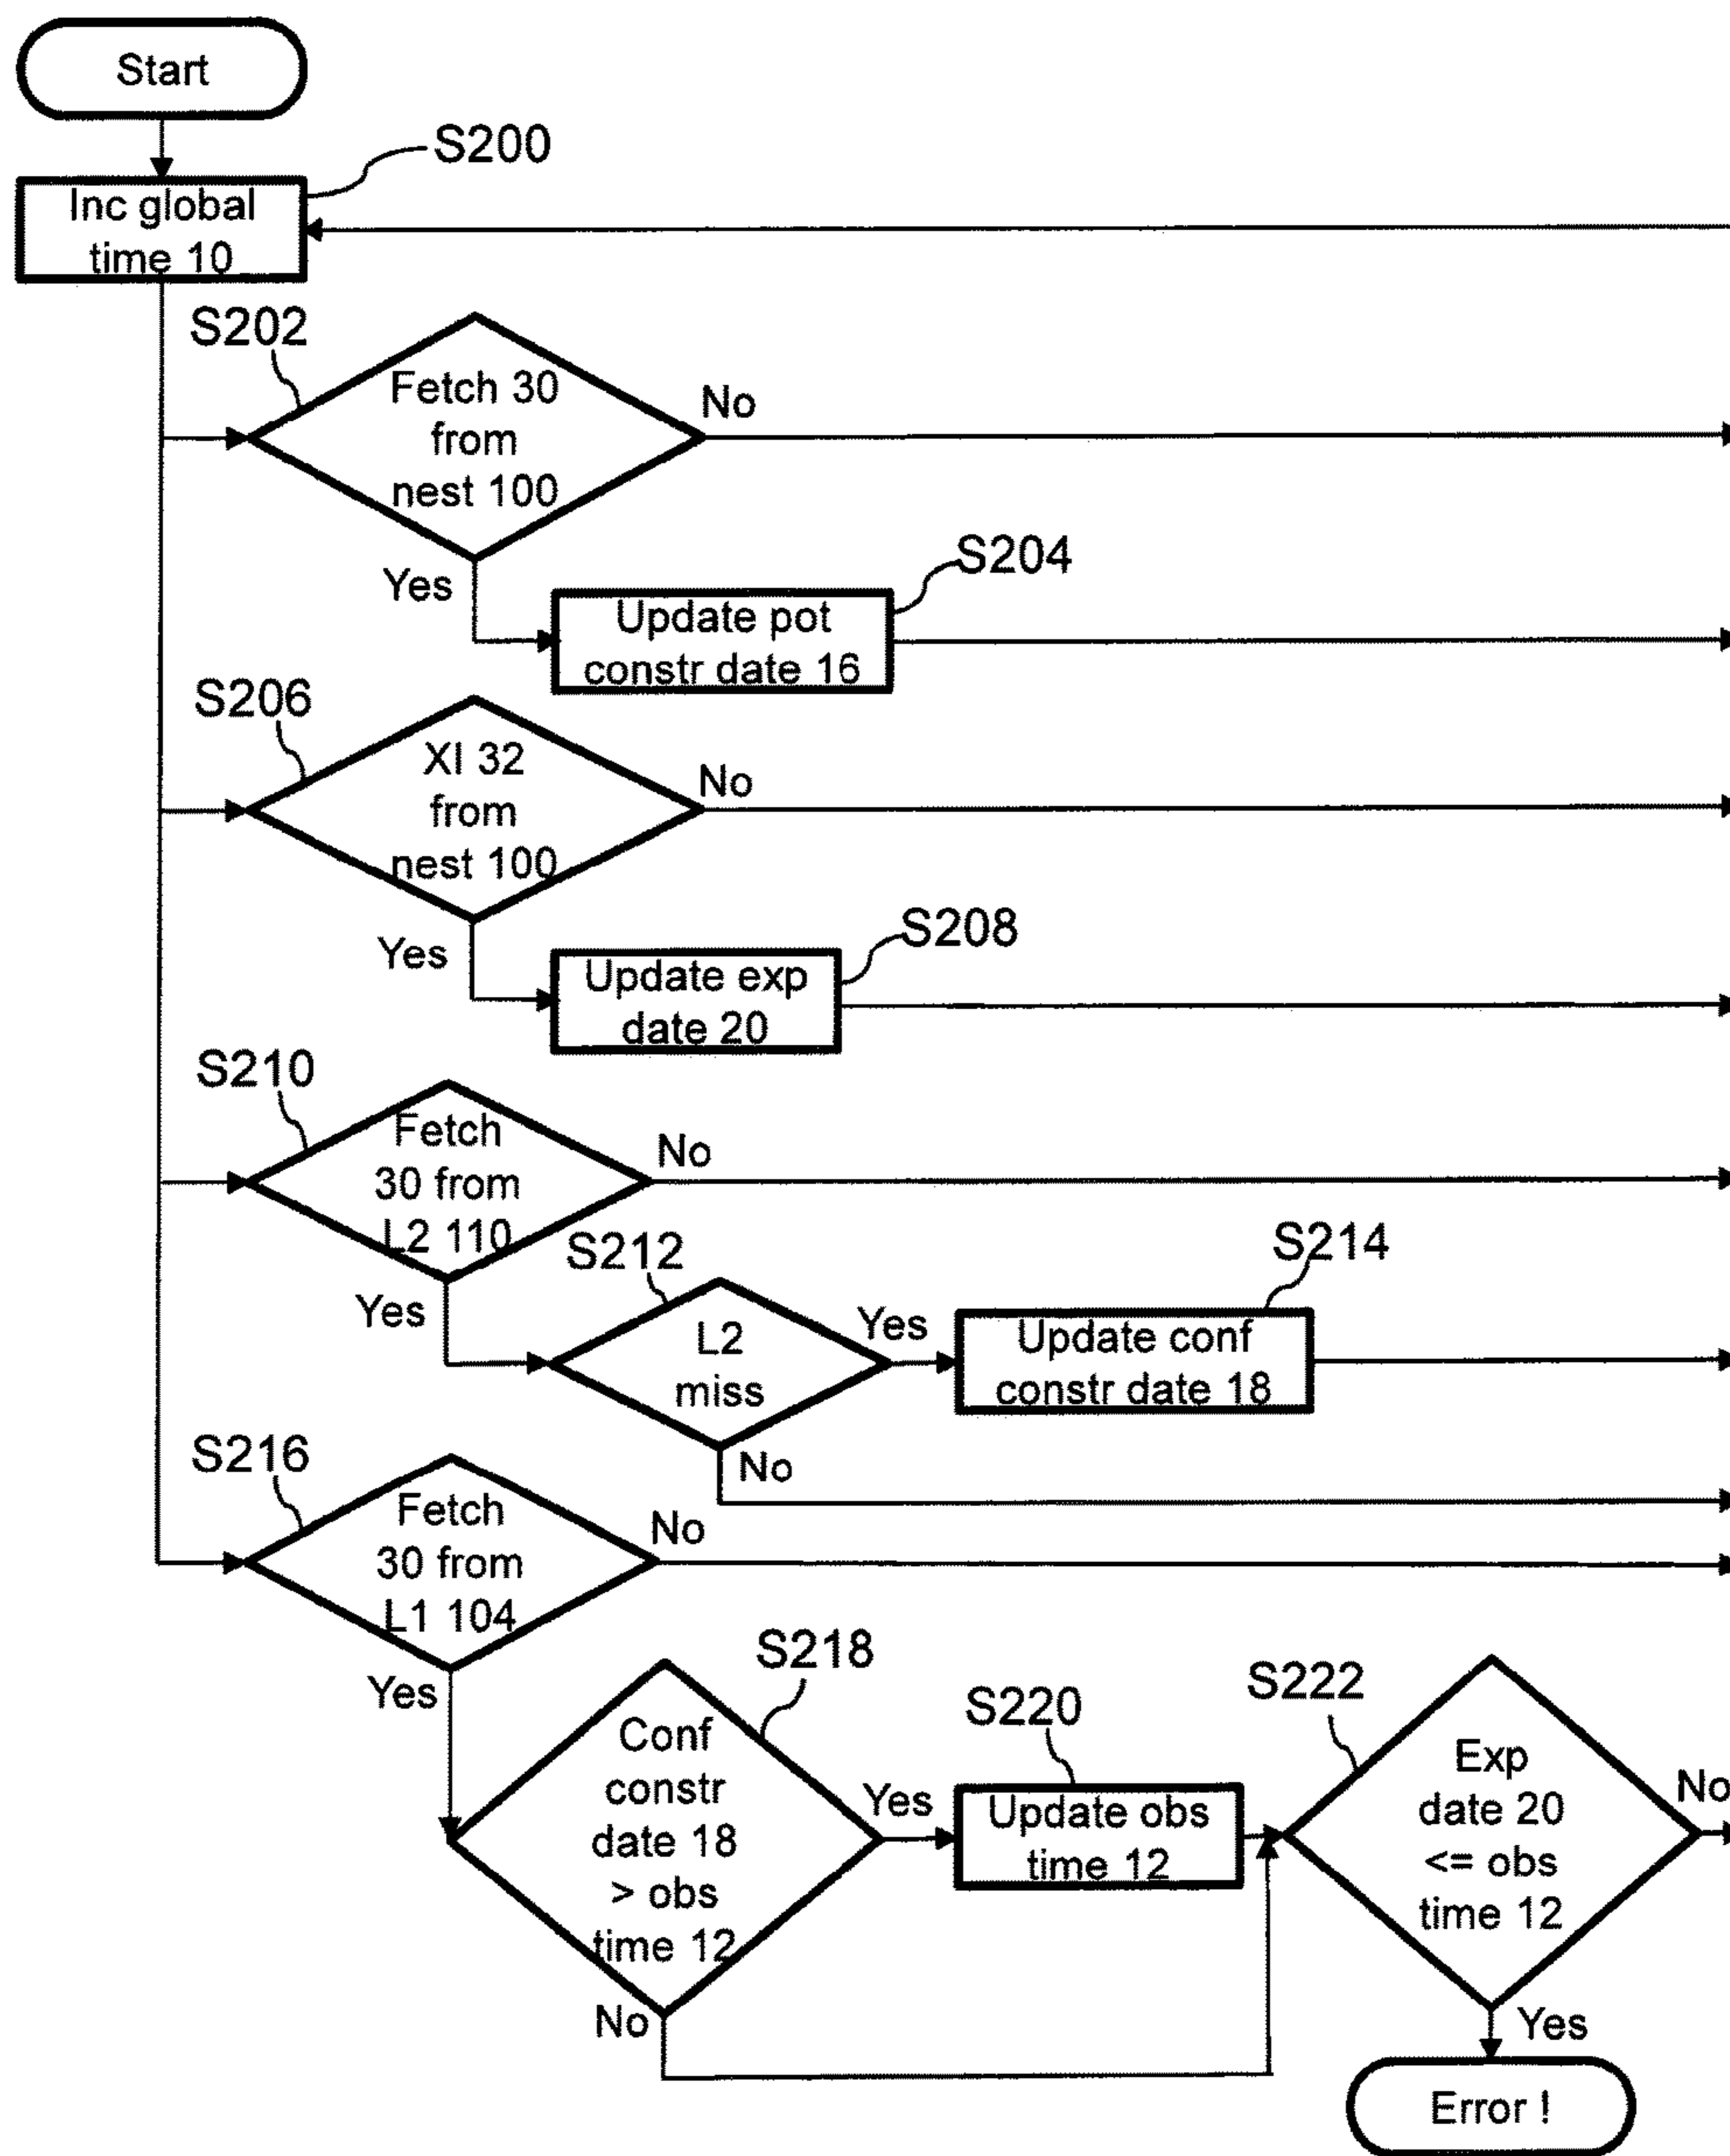 Start
S200
Inc global
time 10
S202
Fetch 30
from
nest 100
No
Yes
S204
Update pot
constr date 16
S206
XI 32
from
nest 100
No
Yes
S208
Update exp
date 20
S210
Fetch
30 from
L2 110
No
Yes
S212
L2
miss
Yes
No
S214
Update conf
constr date 18
S216
Fetch
30 from
L1 104
No
Yes
S218
Conf
constr
date 18
> obs
time 12
Yes
No
S220
Update obs
time 12
S222
Exp
date 20
<= obs
time 12
No
Yes
Error !